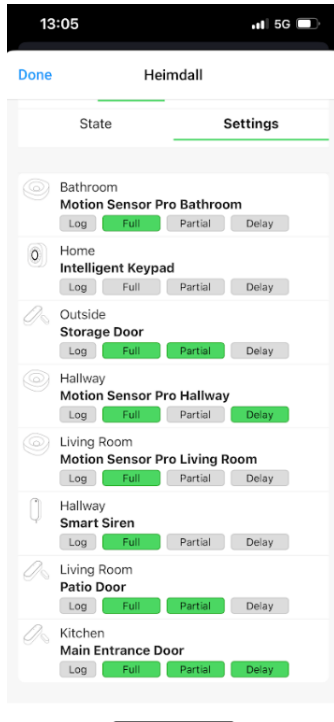 13:05 5G
Done Heimdall
State Settings
Bathroom
Motion Sensor Pro Bathroom
Log Full Partial Delay
Home
Intelligent Keypad
Log Full Partial Delay
Outside
Storage Door
Log Full Partial Delay
Hallway
Motion Sensor Pro Hallway
Log Full Partial Delay
Living Room
Motion Sensor Pro Living Room
Log Full Partial Delay
Hallway
Smart Siren
Log Full Partial Delay
Living Room
Patio Door
Log Full Partial Delay
Kitchen
Main Entrance Door
Log Full Partial Delay